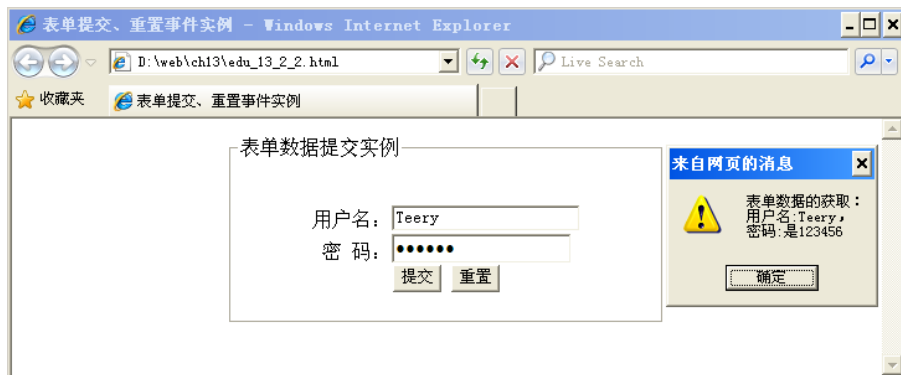 表单提交、重置事件实例 - Windows Internet Explorer
D:\web\ch13\edu_13_2_2.html
Live Search
收藏夹
表单提交、重置事件实例
表单数据提交实例
用户名：Teery
密 码：••••••
提交 重置
来自网页的消息
表单数据的获取：
用户名:Teery，
密码:是123456
确定